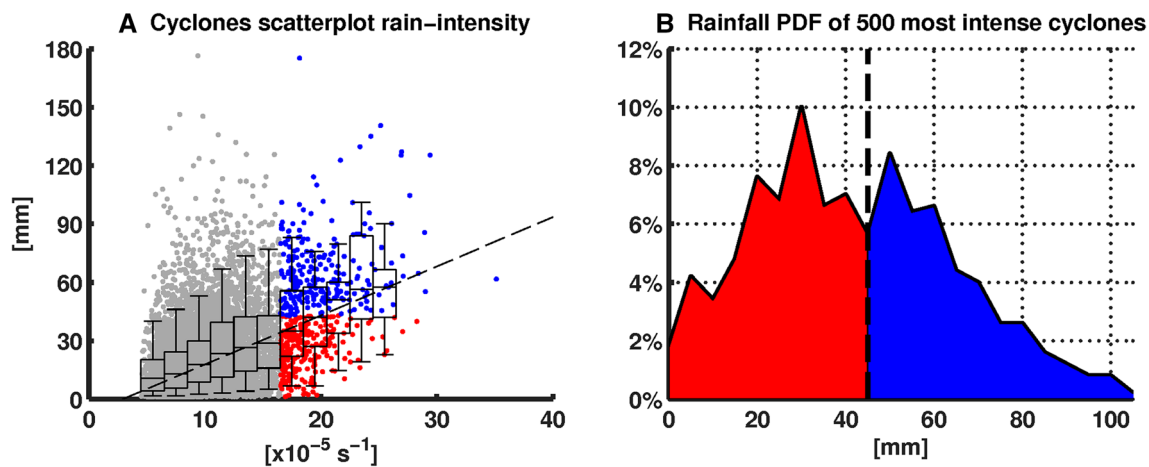 A Cyclones scatterplot rain−intensity
180
150
120
90
60
30
0
[mm]
0 10 20 30 40
[x10⁻⁵ s⁻¹]
B Rainfall PDF of 500 most intense cyclones
12%
10%
8%
6%
4%
2%
0%
0 20 40 60 80 100
[mm]